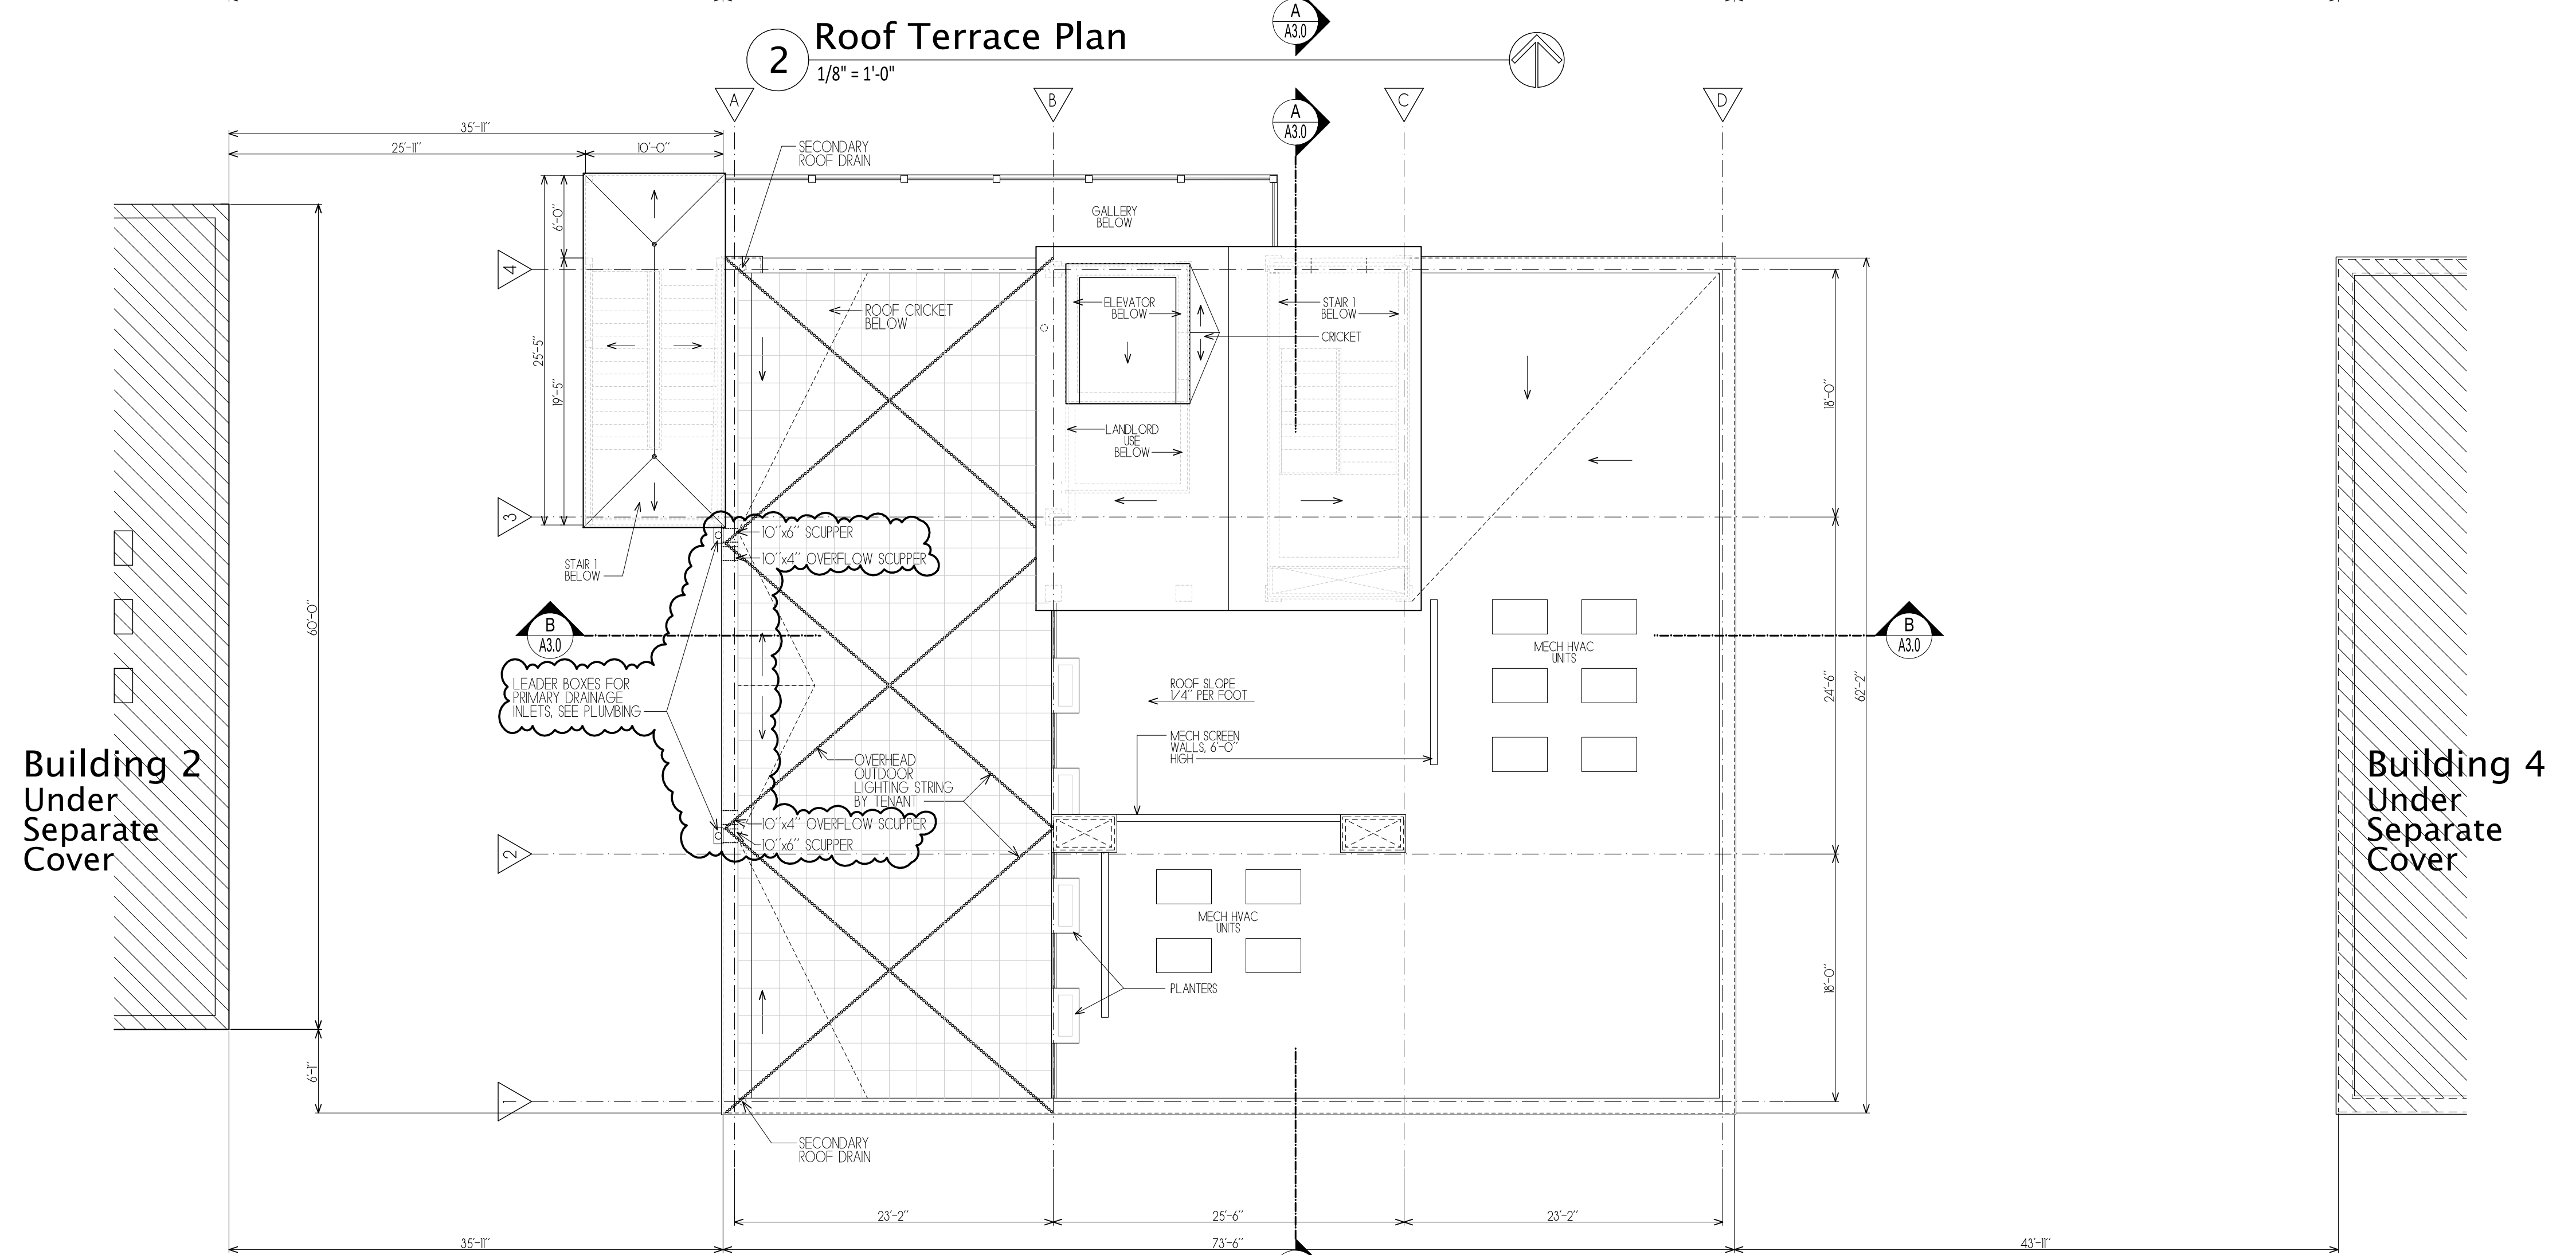 2
Roof Terrace Plan
1/8" = 1'-0"
A
A3.0
A
B
C
D
A
A3.0
35'-11"
25'-11"
10'-0"
SECONDARY
ROOF DRAIN
GALLERY
BELOW
6'-0"
4
ROOF CRICKET
BELOW
ELEVATOR
BELOW
STAIR 1
BELOW
CRICKET
25'-5"
19'-5"
18'-0"
LANDLORD
USE
BELOW
3
10"x6" SCUPPER
10"x4" OVERFLOW SCUPPER
STAIR 1
BELOW
60'-0"
B
A3.0
B
A3.0
MECH HVAC
UNITS
LEADER BOXES FOR
PRIMARY DRAINAGE
INLETS, SEE PLUMBING
ROOF SLOPE
1/4" PER FOOT
24'-6"
62'-2"
MECH SCREEN
WALLS, 6'-0"
HIGH
Building 2
Under
Separate
Cover
OVERHEAD
OUTDOOR
LIGHTING STRING
BY TENANT
Building 4
Under
Separate
Cover
10"x4" OVERFLOW SCUPPER
10"x6" SCUPPER
2
MECH HVAC
UNITS
PLANTERS
18'-0"
6'-1"
1
SECONDARY
ROOF DRAIN
23'-2"
25'-6"
23'-2"
35'-11"
73'-6"
43'-11"